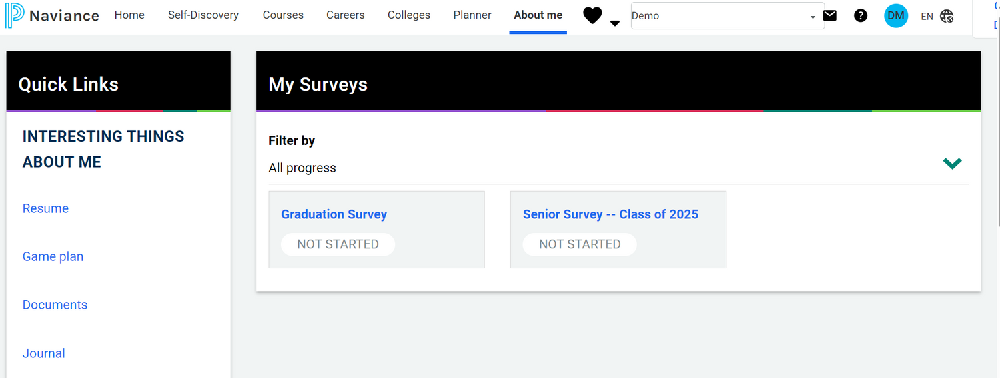 Naviance Home Self-Discovery Courses Careers Colleges Planner About me Demo ? DM EN
Quick Links
INTERESTING THINGS
ABOUT ME
Resume
Game plan
Documents
Journal
My Surveys
Filter by
All progress
Graduation Survey
NOT STARTED
Senior Survey -- Class of 2025
NOT STARTED